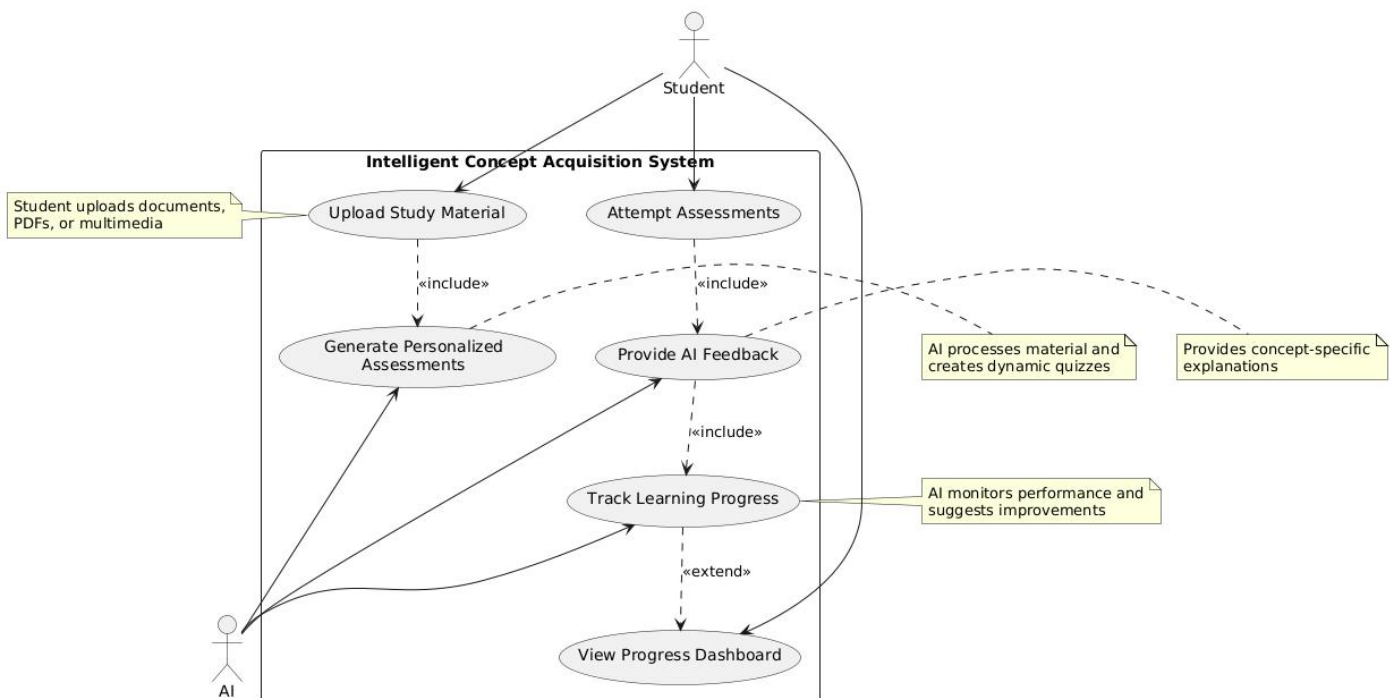 Student
Intelligent Concept Acquisition System
Student uploads documents,
PDFs, or multimedia
Upload Study Material
Attempt Assessments
«include»
«include»
Generate Personalized
Assessments
Provide AI Feedback
AI processes material and
creates dynamic quizzes
Provides concept-specific
explanations
«include»
Track Learning Progress
AI monitors performance and
suggests improvements
«extend»
View Progress Dashboard
AI